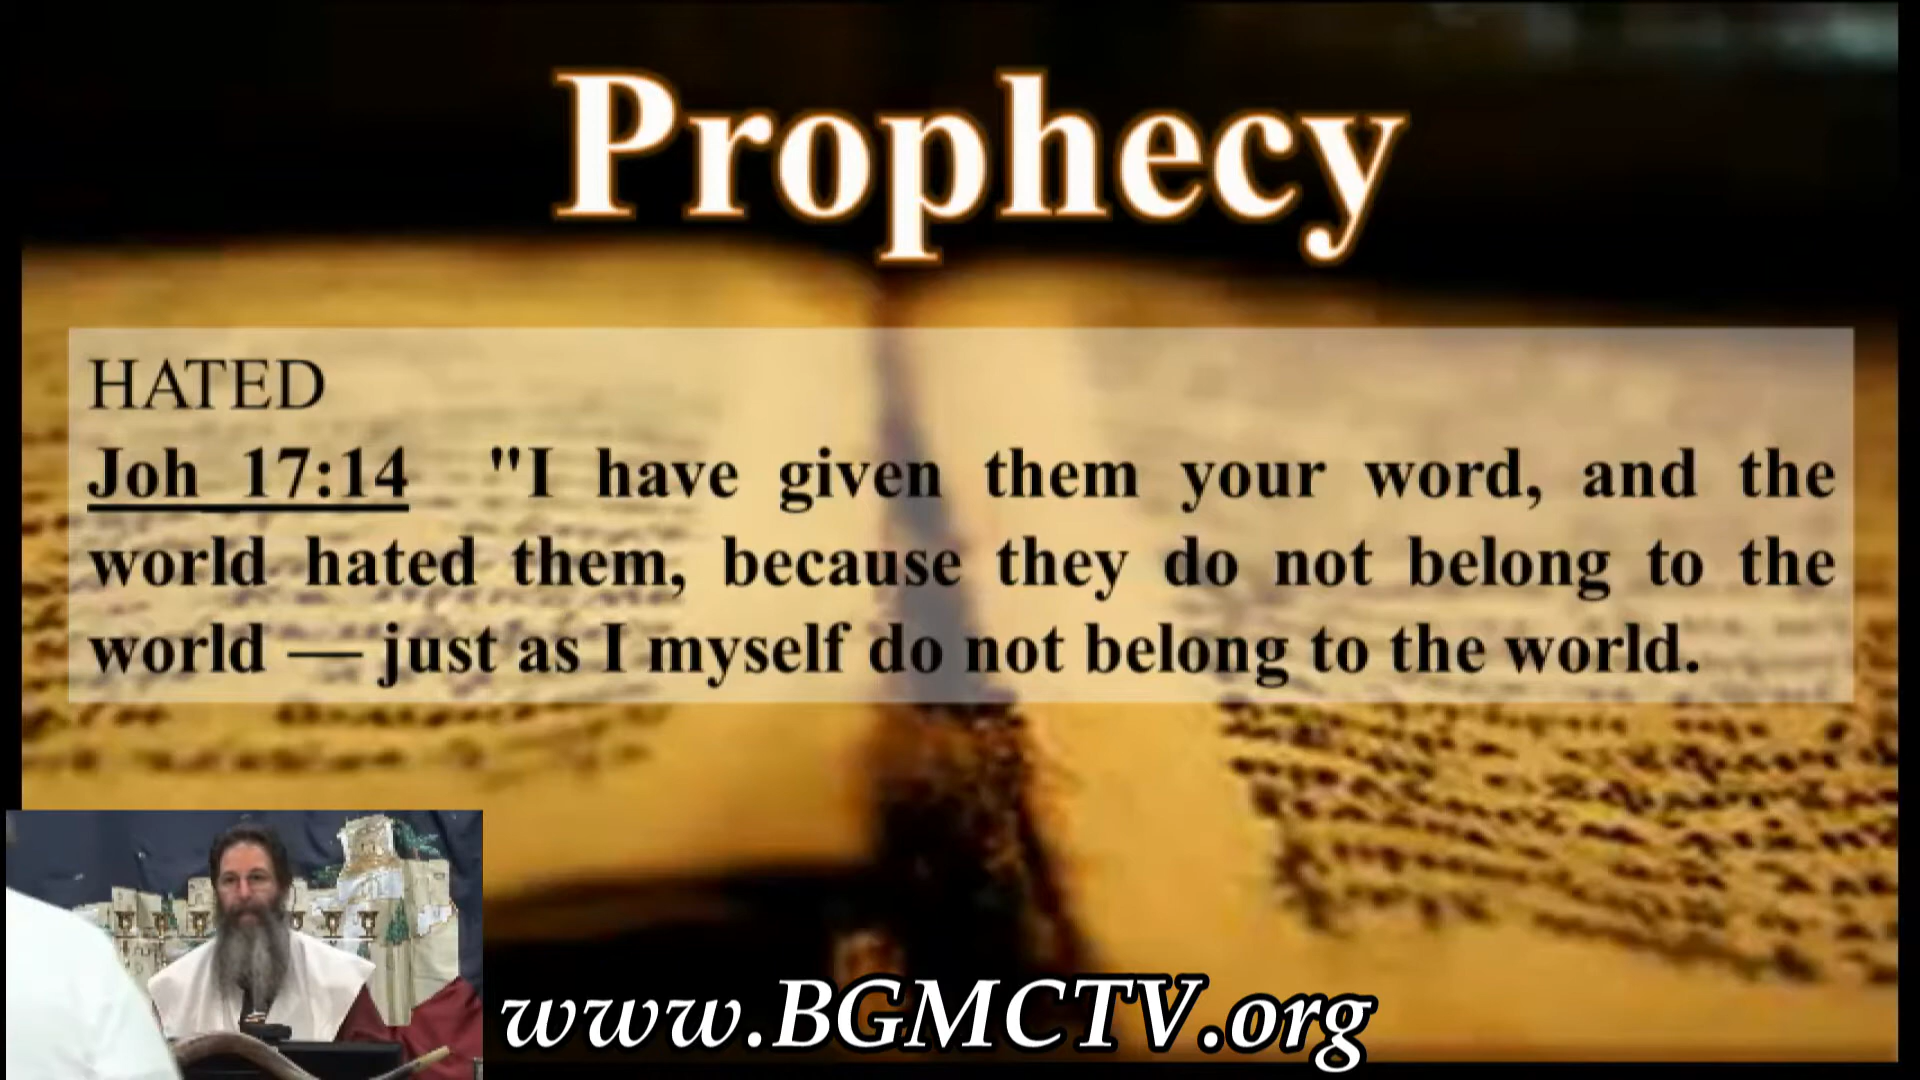 Prophecy
HATED
Joh 17:14 "I have given them your word, and the
world hated them, because they do not belong to the
world — just as I myself do not belong to the world.
www.BGMCTV.org